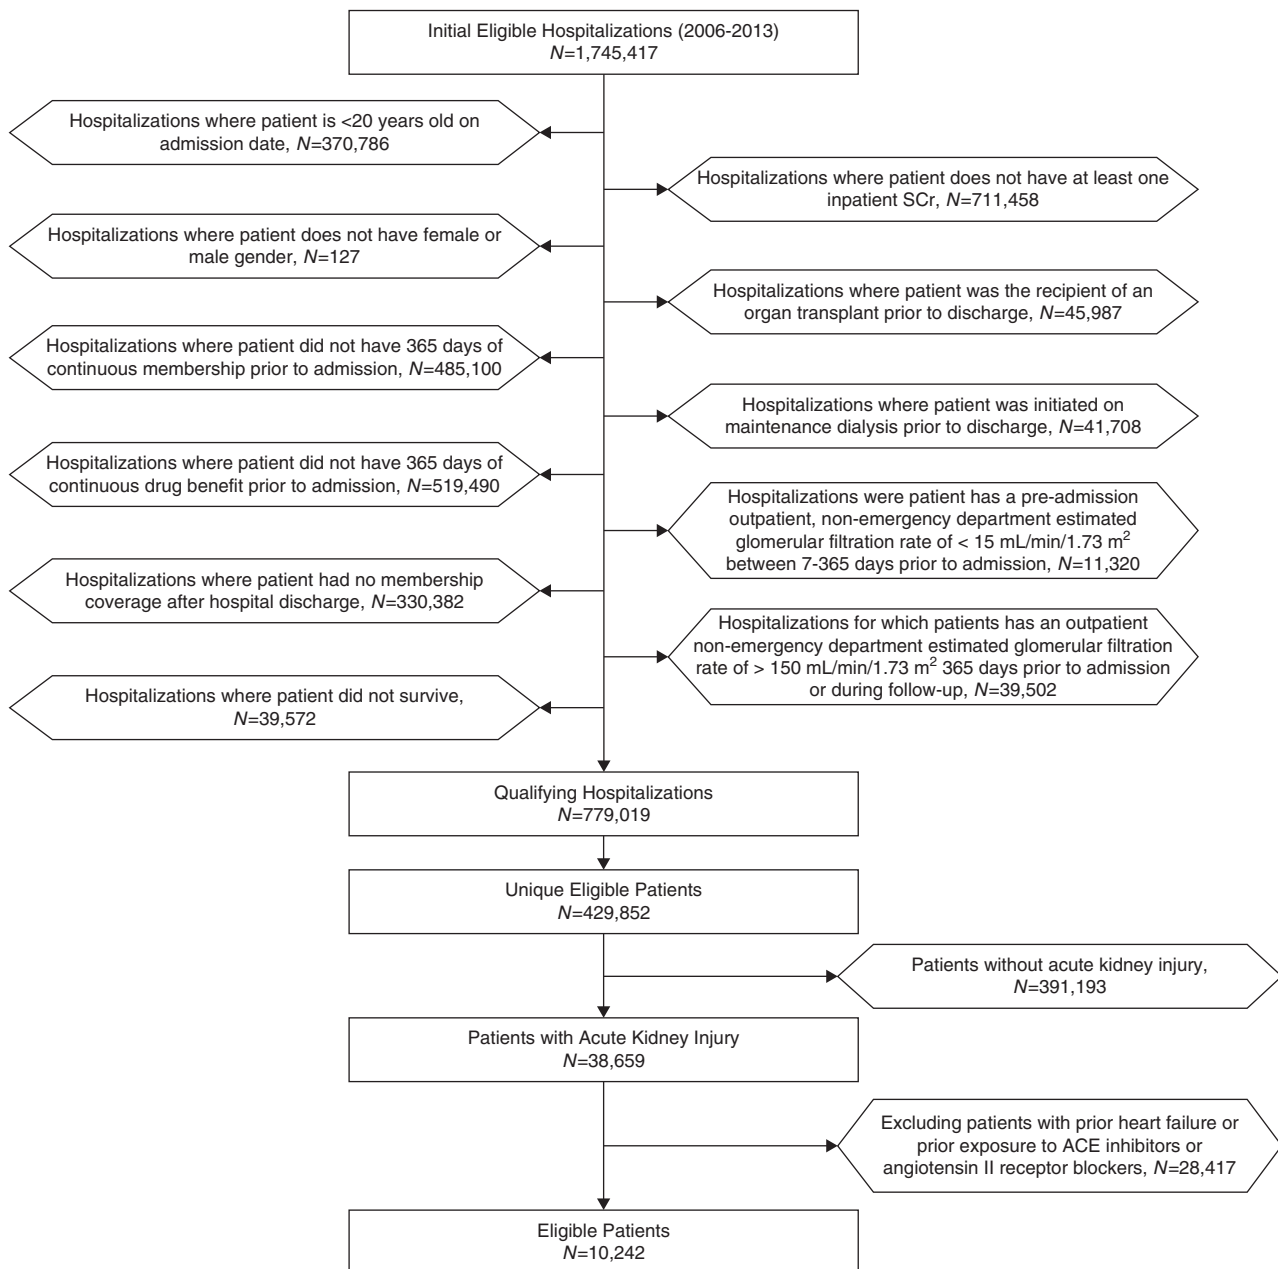 Initial Eligible Hospitalizations (2006-2013)
N=1,745,417
Hospitalizations where patient is <20 years old on
admission date, N=370,786
Hospitalizations where patient does not have at least one
inpatient SCr, N=711,458
Hospitalizations where patient does not have female or
male gender, N=127
Hospitalizations where patient was the recipient of an
organ transplant prior to discharge, N=45,987
Hospitalizations where patient did not have 365 days of
continuous membership prior to admission, N=485,100
Hospitalizations where patient was initiated on
maintenance dialysis prior to discharge, N=41,708
Hospitalizations where patient did not have 365 days of
continuous drug benefit prior to admission, N=519,490
Hospitalizations were patient has a pre-admission
outpatient, non-emergency department estimated
glomerular filtration rate of < 15 mL/min/1.73 m²
between 7-365 days prior to admission, N=11,320
Hospitalizations where patient had no membership
coverage after hospital discharge, N=330,382
Hospitalizations for which patients has an outpatient
non-emergency department estimated glomerular filtration
rate of > 150 mL/min/1.73 m² 365 days prior to admission
or during follow-up, N=39,502
Hospitalizations where patient did not survive,
N=39,572
Qualifying Hospitalizations
N=779,019
Unique Eligible Patients
N=429,852
Patients without acute kidney injury,
N=391,193
Patients with Acute Kidney Injury
N=38,659
Excluding patients with prior heart failure or
prior exposure to ACE inhibitors or
angiotensin II receptor blockers, N=28,417
Eligible Patients
N=10,242